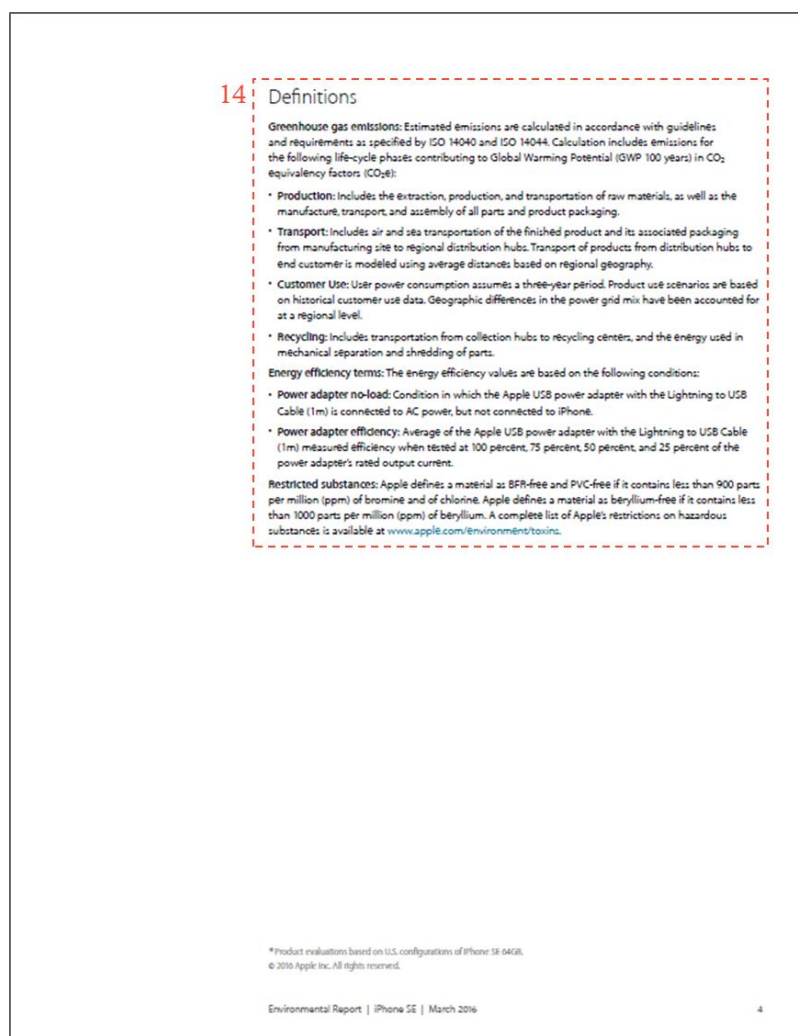 14
Definitions
Greenhouse gas emissions: Estimated emissions are calculated in accordance with guidelines
and requirements as specified by ISO 14040 and ISO 14044. Calculation includes emissions for
the following life-cycle phases contributing to Global Warming Potential (GWP 100 years) in CO₂
equivalency factors (CO₂e):
• Production: Includes the extraction, production, and transportation of raw materials, as well as the
manufacture, transport, and assembly of all parts and product packaging.
• Transport: Includes air and sea transportation of the finished product and its associated packaging
from manufacturing site to regional distribution hubs. Transport of products from distribution hubs to
end customer is modeled using average distances based on regional geography.
• Customer Use: User power consumption assumes a three-year period. Product use scenarios are based
on historical customer use data. Geographic differences in the power grid mix have been accounted for
at a regional level.
• Recycling: Includes transportation from collection hubs to recycling centers, and the energy used in
mechanical separation and shredding of parts.
Energy efficiency terms: The energy efficiency values are based on the following conditions:
• Power adapter no-load: Condition in which the Apple USB power adapter with the Lightning to USB
Cable (1m) is connected to AC power, but not connected to iPhone.
• Power adapter efficiency: Average of the Apple USB power adapter with the Lightning to USB Cable
(1m) measured efficiency when tested at 100 percent, 75 percent, 50 percent, and 25 percent of the
power adapter's rated output current.
Restricted substances: Apple defines a material as BFR-free and PVC-free if it contains less than 900 parts
per million (ppm) of bromine and of chlorine. Apple defines a material as beryllium-free if it contains less
than 1000 parts per million (ppm) of beryllium. A complete list of Apple's restrictions on hazardous
substances is available at www.apple.com/environment/toxins.
*Product evaluations based on U.S. configurations of iPhone SE 64GB.
© 2016 Apple Inc. All rights reserved.
Environmental Report | iPhone SE | March 2016 4